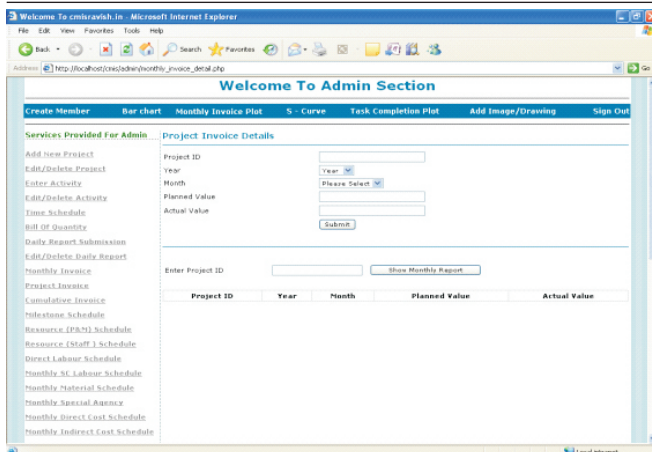 Welcome To cmisravish.in - Microsoft Internet Explorer
File Edit View Favorites Tools Help
Back Search Favorites
Address http://localhost/cmis/admin/monthly_invoice_detail.php Go
Welcome To Admin Section
Create Member Bar chart Monthly Invoice Plot S - Curve Task Completion Plot Add Image/Drawing Sign Out
Services Provided For Admin
Add New Project
Edit/Delete Project
Enter Activity
Edit/Delete Activity
Time Schedule
Bill Of Quantity
Daily Report Submission
Edit/Delete Daily Report
Monthly Invoice
Project Invoice
Cumulative Invoice
Milestone Schedule
Resource (P&M) Schedule
Resource (Staff ) Schedule
Direct Labour Schedule
Monthly SC Labour Schedule
Monthly Material Schedule
Monthly Special Agency
Monthly Direct Cost Schedule
Monthly Indirect Cost Schedule
Project Invoice Details
Project ID
Year Year
Month Please Select
Planned Value
Actual Value
Submit
Enter Project ID Show Monthly Report
Project ID Year Month Planned Value Actual Value
Local intranet